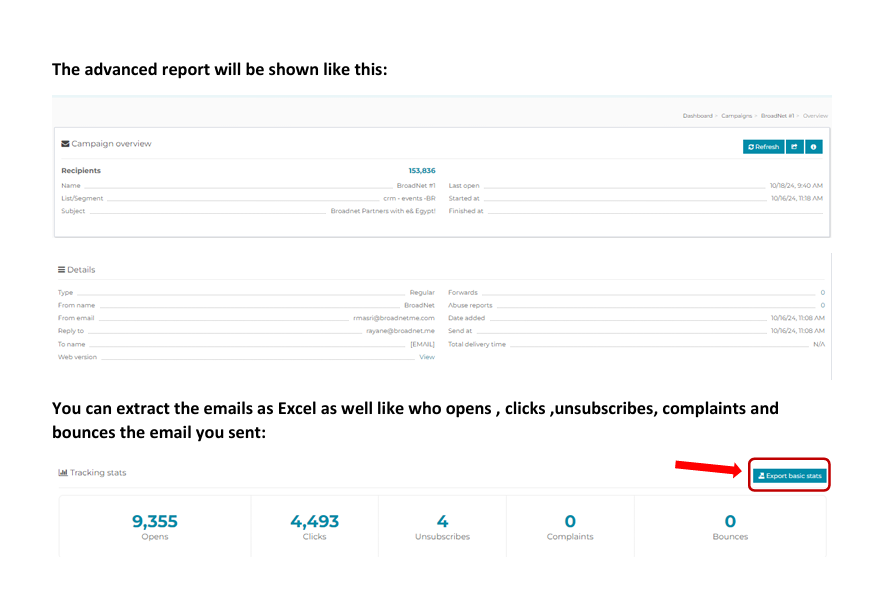 The advanced report will be shown like this:
Dashboard / Campaigns / BroadNet #1 / Overview
Campaign overview
Refresh
Recipients 153,836
Name BroadNet #1 Last open 10/18/24, 9:40 AM
List/Segment crm - events -BR Started at 10/16/24, 11:18 AM
Subject Broadnet Partners with e& Egypt! Finished at
Details
Type Regular Forwards 0
From name BroadNet Abuse reports 0
From email rmasri@broadnetme.com Date added 10/16/24, 11:08 AM
Reply to rayane@broadnet.me Send at 10/16/24, 11:08 AM
To name [EMAIL] Total delivery time N/A
Web version View
You can extract the emails as Excel as well like who opens , clicks ,unsubscribes, complaints and
bounces the email you sent:
Tracking stats
Export basic stats
9,355 4,493 4 0 0
Opens Clicks Unsubscribes Complaints Bounces